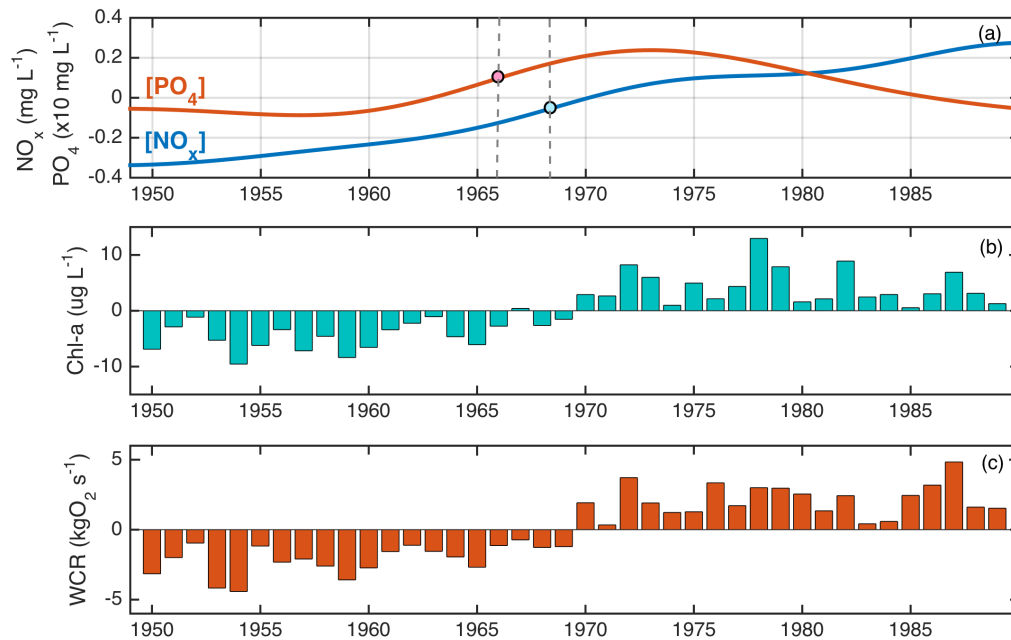 (a)
NOₓ (mg L⁻¹)
PO₄ (x10 mg L⁻¹)
0.4
0.2
0
-0.2
-0.4
[PO₄]
[NOₓ]
1950 1955 1960 1965 1970 1975 1980 1985
(b)
Chl-a (ug L⁻¹)
10
0
-10
1950 1955 1960 1965 1970 1975 1980 1985
(c)
WCR (kgO₂ s⁻¹)
5
0
-5
1950 1955 1960 1965 1970 1975 1980 1985